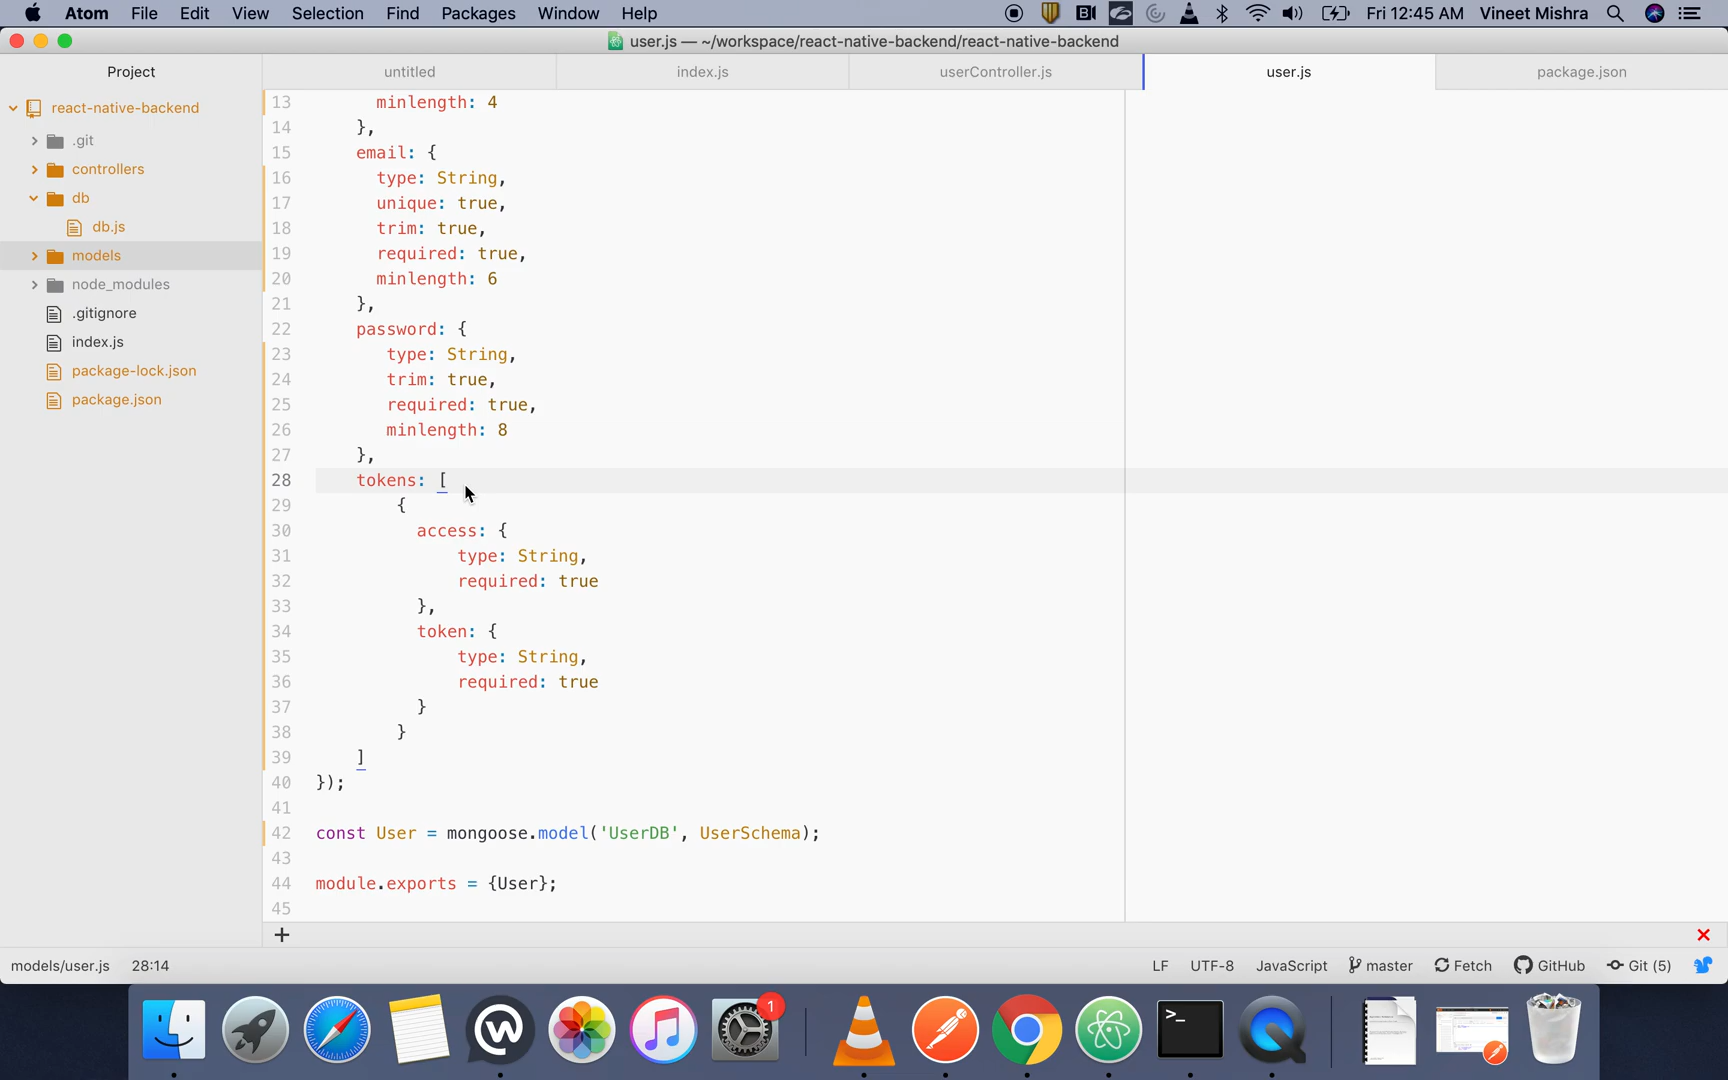 Atom File Edit View Selection Find Packages Window Help Fri 12:45 AM Vineet Mishra
user.js — ~/workspace/react-native-backend/react-native-backend
Project untitled index.js userController.js user.js package.json
react-native-backend
.git
controllers
db
db.js
models
node_modules
.gitignore
index.js
package-lock.json
package.json
13 minlength: 4
14 },
15 email: {
16 type: String,
17 unique: true,
18 trim: true,
19 required: true,
20 minlength: 6
21 },
22 password: {
23 type: String,
24 trim: true,
25 required: true,
26 minlength: 8
27 },
28 tokens: [
29 {
30 access: {
31 type: String,
32 required: true
33 },
34 token: {
35 type: String,
36 required: true
37 }
38 }
39 ]
40 });
41
42 const User = mongoose.model('UserDB', UserSchema);
43
44 module.exports = {User};
45
models/user.js 28:14 LF UTF-8 JavaScript master Fetch GitHub Git (5)
1